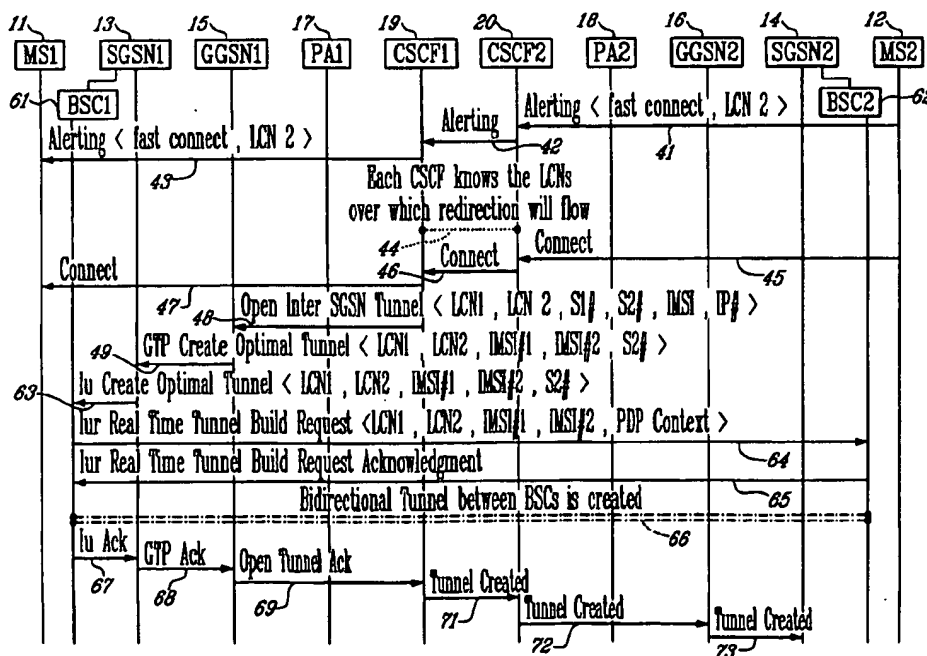 11 13 15 17 19 20 18 16 14 12
MS1 SGSN1 GGSN1 PA1 CSCF1 CSCF2 PA2 GGSN2 SGSN2 MS2
61 BSC1 BSC2 62
Alerting < fast connect , LCN 2 >
41
Alerting
42
Alerting < fast connect , LCN 2 >
43
Each CSCF knows the LCNs
over which redirection will flow
44
Connect
45
Connect
46
Connect
47
Open Inter SGSN Tunnel < LCN1 , LCN 2 , S1# , S2# , IMSI , IP# >
48
GTP Create Optimal Tunnel < LCN1 , LCN2 , IMSI#1 , IMSI#2 , S2# >
49
Iu Create Optimal Tunnel < LCN1 , LCN2 , IMSI#1 , IMSI#2 , S2# >
63
Iur Real Time Tunnel Build Request <LCN1 , LCN2 , IMSI#1 , IMSI#2 , PDP Context >
64
Iur Real Time Tunnel Build Request Acknowledgment
65
Bidirectional Tunnel between BSCs is created
66
Iu Ack
67
GTP Ack
68
Open Tunnel Ack
69
Tunnel Created
71
Tunnel Created
72
Tunnel Created
73